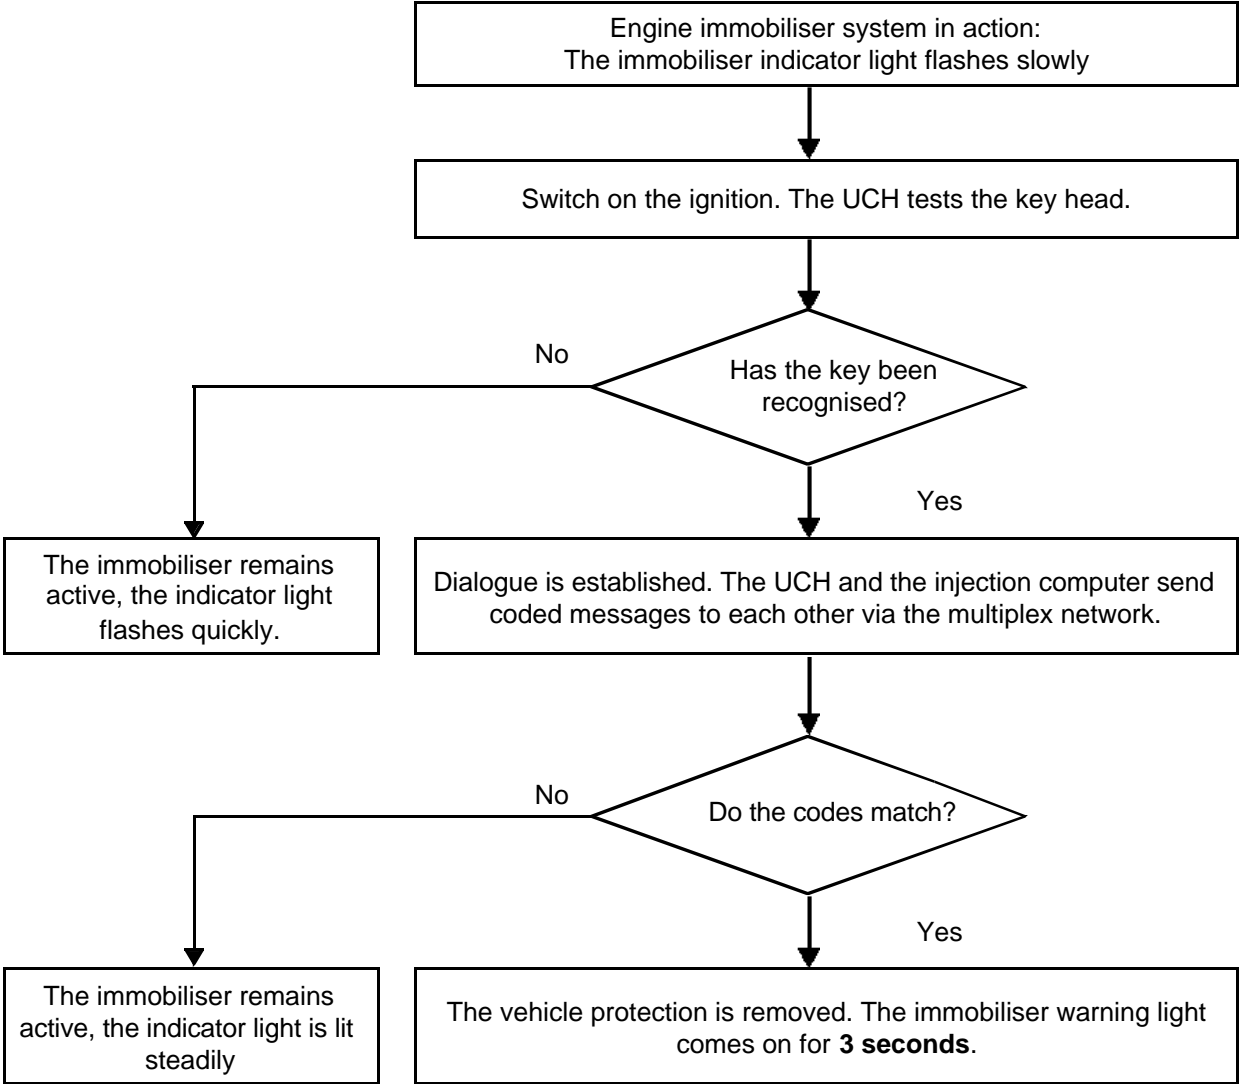 Engine immobiliser system in action:
The immobiliser indicator light flashes slowly
Switch on the ignition. The UCH tests the key head.
No
Has the key been
recognised?
Yes
The immobiliser remains
active, the indicator light
flashes quickly.
Dialogue is established. The UCH and the injection computer send
coded messages to each other via the multiplex network.
No
Do the codes match?
Yes
The immobiliser remains
active, the indicator light is lit
steadily
The vehicle protection is removed. The immobiliser warning light
comes on for 3 seconds.